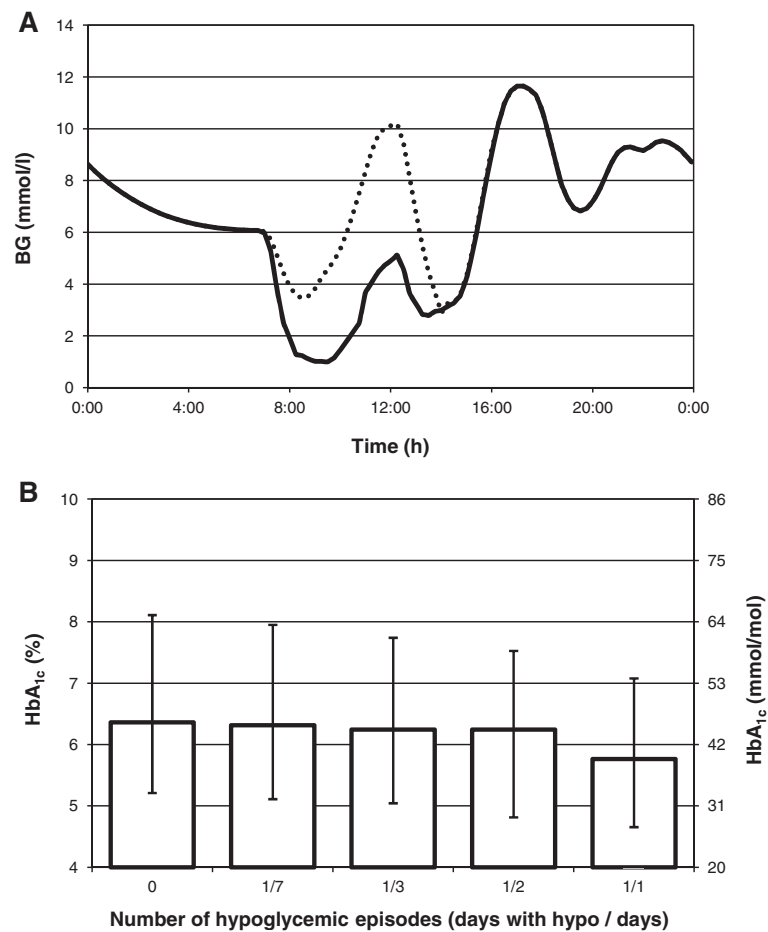 A
14
12
10
8
6
4
2
0
BG (mmol/l)
0:00 4:00 8:00 12:00 16:00 20:00 0:00
Time (h)
B
10 86
9 75
8 64
7 53
6 42
5 31
4 20
HbA1c (%)
HbA1c (mmol/mol)
0 1/7 1/3 1/2 1/1
Number of hypoglycemic episodes (days with hypo / days)